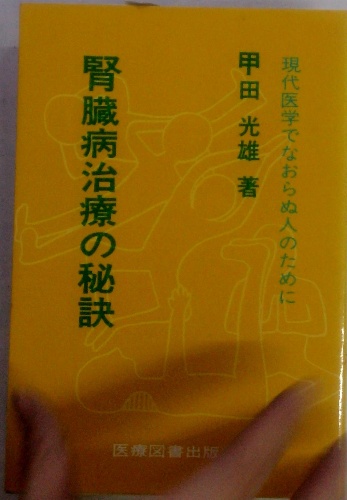 現代医学でなおらぬ人のために
甲田 光雄 著
腎臓病治療の秘訣
医療図書出版